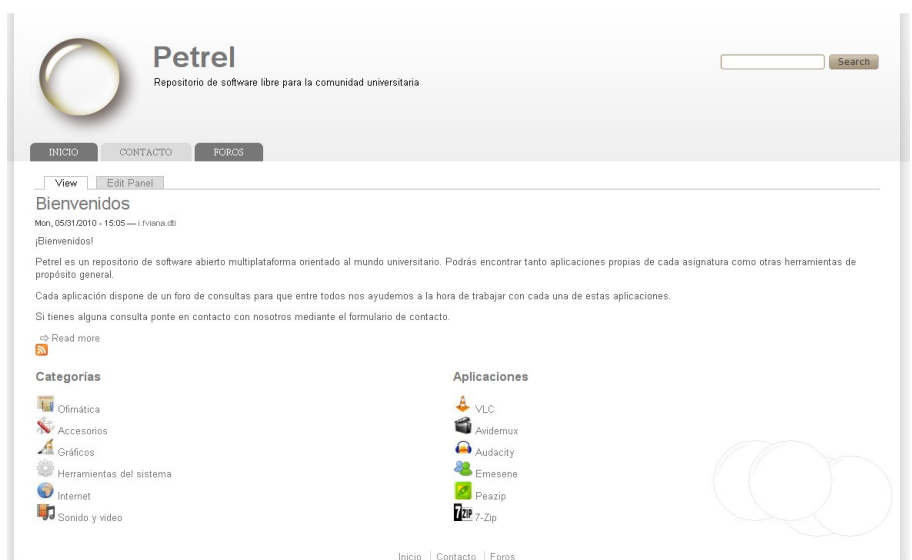 Petrel
Repositorio de software libre para la comunidad universitaria
Search
INICIO CONTACTO FOROS
View Edit Panel
Bienvenidos
Mon, 05/31/2010 - 15:05 — i.fviana.dti
¡Bienvenidos!
Petrel es un repositorio de software abierto multiplataforma orientado al mundo universitario. Podrás encontrar tanto aplicaciones propias de cada asignatura como otras herramientas de
propósito general.
Cada aplicación dispone de un foro de consultas para que entre todos nos ayudemos a la hora de trabajar con cada una de estas aplicaciones.
Si tienes alguna consulta ponte en contacto con nosotros mediante el formulario de contacto.
Read more
Categorías
Ofimática
Accesorios
Gráficos
Herramientas del sistema
Internet
Sonido y video
Aplicaciones
VLC
Avidemux
Audacity
Emesene
Peazip
7ZIP 7-Zip
Inicio | Contacto | Foros